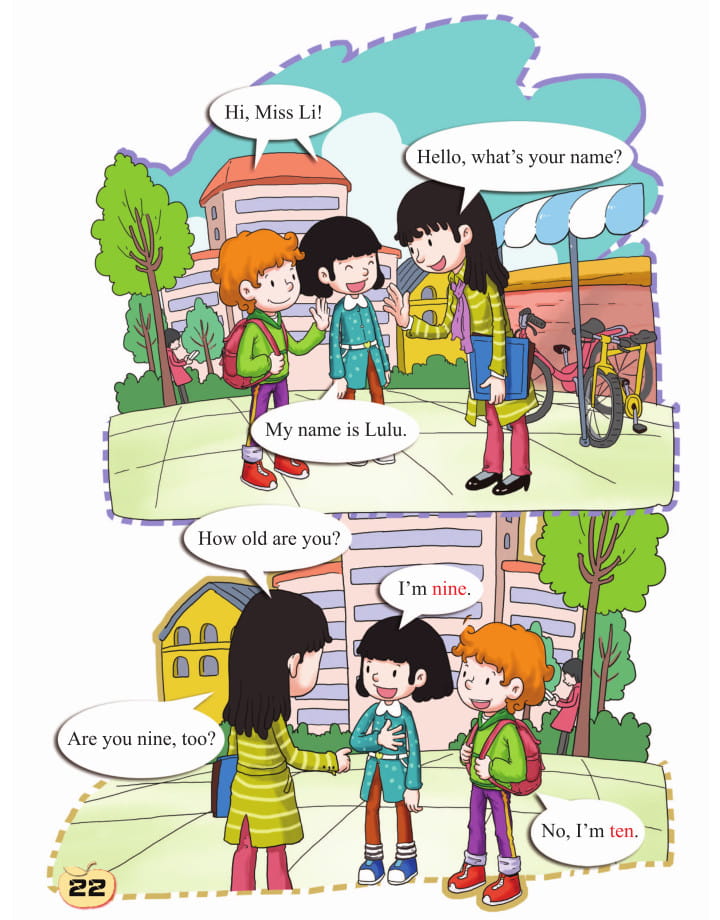 Hi, Miss Li!
Hello, what's your name?
My name is Lulu.
How old are you?
I'm nine.
Are you nine, too?
No, I'm ten.
22